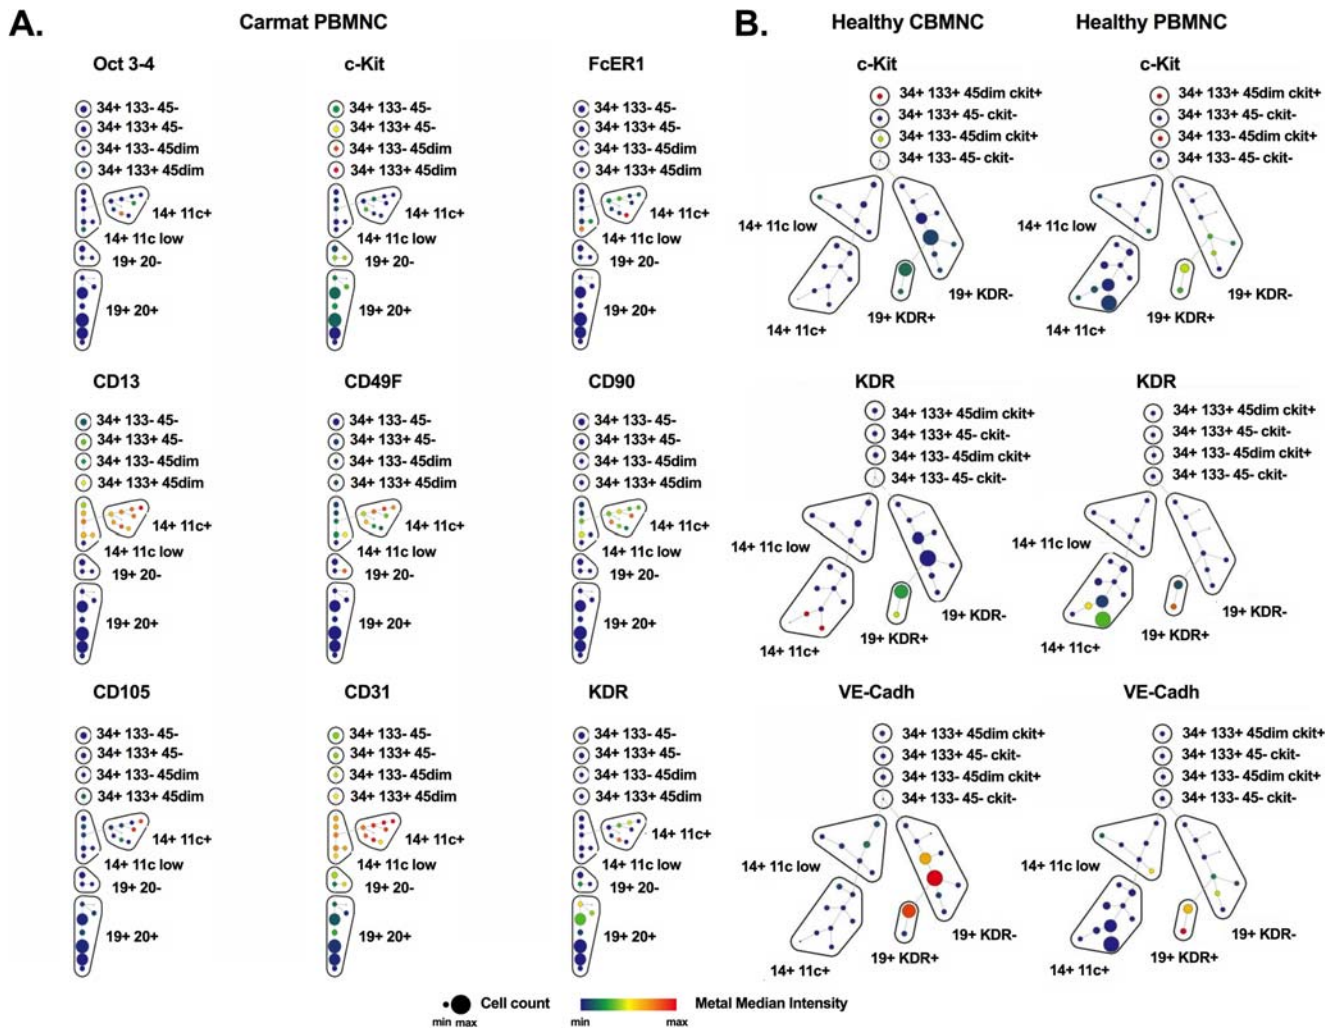 A.
Carmat PBMNC
B.
Healthy CBMNC
Healthy PBMNC
Oct 3-4
34+ 133- 45-
34+ 133+ 45-
34+ 133- 45dim
34+ 133+ 45dim
14+ 11c+
14+ 11c low
19+ 20-
19+ 20+
c-Kit
34+ 133- 45-
34+ 133+ 45-
34+ 133- 45dim
34+ 133+ 45dim
14+ 11c+
14+ 11c low
19+ 20-
19+ 20+
FcER1
34+ 133- 45-
34+ 133+ 45-
34+ 133- 45dim
34+ 133+ 45dim
14+ 11c+
14+ 11c low
19+ 20-
19+ 20+
c-Kit
34+ 133+ 45dim ckit+
34+ 133+ 45- ckit-
34+ 133- 45dim ckit+
34+ 133- 45- ckit-
14+ 11c low
19+ KDR-
19+ KDR+
14+ 11c+
c-Kit
34+ 133+ 45dim ckit+
34+ 133+ 45- ckit-
34+ 133- 45dim ckit+
34+ 133- 45- ckit-
14+ 11c low
19+ KDR-
19+ KDR+
14+ 11c+
CD13
34+ 133- 45-
34+ 133+ 45-
34+ 133- 45dim
34+ 133+ 45dim
14+ 11c+
14+ 11c low
19+ 20-
19+ 20+
CD49F
34+ 133- 45-
34+ 133+ 45-
34+ 133- 45dim
34+ 133+ 45dim
14+ 11c+
14+ 11c low
19+ 20-
19+ 20+
CD90
34+ 133- 45-
34+ 133+ 45-
34+ 133- 45dim
34+ 133+ 45dim
14+ 11c+
14+ 11c low
19+ 20-
19+ 20+
KDR
34+ 133+ 45dim ckit+
34+ 133+ 45- ckit-
34+ 133- 45dim ckit+
34+ 133- 45- ckit-
14+ 11c low
19+ KDR-
19+ KDR+
14+ 11c+
KDR
34+ 133+ 45dim ckit+
34+ 133+ 45- ckit-
34+ 133- 45dim ckit+
34+ 133- 45- ckit-
14+ 11c low
19+ KDR-
19+ KDR+
14+ 11c+
CD105
34+ 133- 45-
34+ 133+ 45-
34+ 133- 45dim
34+ 133+ 45dim
14+ 11c+
14+ 11c low
19+ 20-
19+ 20+
CD31
34+ 133- 45-
34+ 133+ 45-
34+ 133- 45dim
34+ 133+ 45dim
14+ 11c+
14+ 11c low
19+ 20-
19+ 20+
KDR
34+ 133- 45-
34+ 133+ 45-
34+ 133- 45dim
34+ 133+ 45dim
14+ 11c+
14+ 11c low
19+ 20-
19+ 20+
VE-Cadh
34+ 133+ 45dim ckit+
34+ 133+ 45- ckit-
34+ 133- 45dim ckit+
34+ 133- 45- ckit-
14+ 11c low
19+ KDR-
19+ KDR+
14+ 11c+
VE-Cadh
34+ 133+ 45dim ckit+
34+ 133+ 45- ckit-
34+ 133- 45dim ckit+
34+ 133- 45- ckit-
14+ 11c low
19+ KDR-
19+ KDR+
14+ 11c+
Cell count
min max
Metal Median Intensity
min max